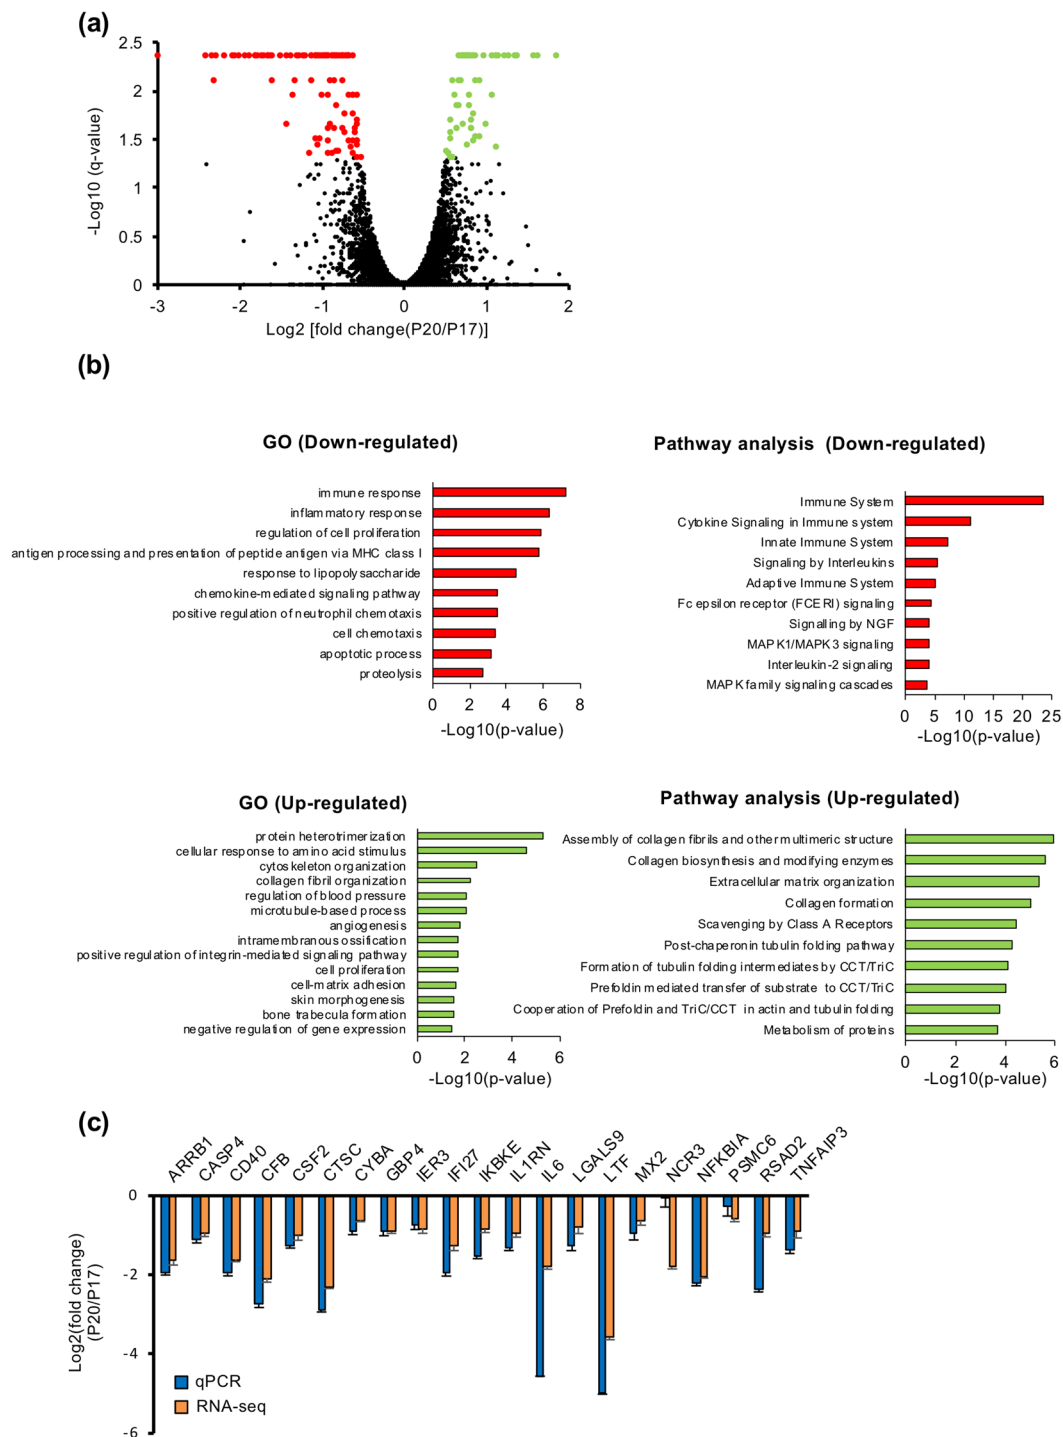 (a)
2.5
2
1.5
1
0.5
0
-Log10 (q-value)
-3 -2 -1 0 1 2
Log2 [fold change(P20/P17)]
(b)
GO (Down-regulated)
immune response
inflammatory response
regulation of cell proliferation
antigen processing and presentation of peptide antigen via MHC class I
response to lipopolysaccharide
chemokine-mediated signaling pathway
positive regulation of neutrophil chemotaxis
cell chemotaxis
apoptotic process
proteolysis
0 2 4 6 8
-Log10(p-value)
Pathway analysis (Down-regulated)
Immune System
Cytokine Signaling in Immune system
Innate Immune System
Signaling by Interleukins
Adaptive Immune System
Fc epsilon receptor (FCERI) signaling
Signalling by NGF
MAPK1/MAPK3 signaling
Interleukin-2 signaling
MAPK family signaling cascades
0 5 10 15 20 25
-Log10(p-value)
GO (Up-regulated)
protein heterotrimerization
cellular response to amino acid stimulus
cytoskeleton organization
collagen fibril organization
regulation of blood pressure
microtubule-based process
angiogenesis
intramembranous ossification
positive regulation of integrin-mediated signaling pathway
cell proliferation
cell-matrix adhesion
skin morphogenesis
bone trabecula formation
negative regulation of gene expression
0 2 4 6
-Log10(p-value)
Pathway analysis (Up-regulated)
Assembly of collagen fibrils and other multimeric structure
Collagen biosynthesis and modifying enzymes
Extracellular matrix organization
Collagen formation
Scavenging by Class A Receptors
Post-chaperonin tubulin folding pathway
Formation of tubulin folding intermediates by CCT/TriC
Prefoldin mediated transfer of substrate to CCT/TriC
Cooperation of Prefoldin and TriC/CCT in actin and tubulin folding
Metabolism of proteins
0 2 4 6
-Log10(p-value)
(c)
ARRB1
CASP4
CD40
CFB
CSF2
CTSC
CYBA
GBP4
IER3
IFI27
IKBKE
IL1RN
IL6
LGALS9
LTF
MX2
NCR3
NFKBIA
PSMC6
RSAD2
TNFAIP3
0
-2
-4
-6
Log2(fold change)
(P20/P17)
qPCR
RNA-seq